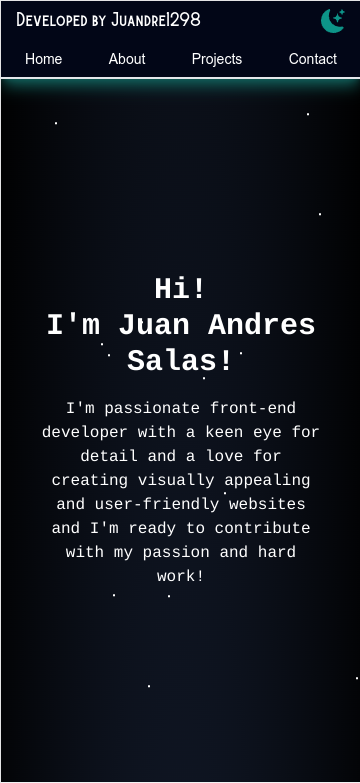 Developed by Juandre1298
Home About Projects Contact
Hi!
I'm Juan Andres
Salas!
I'm passionate front-end
developer with a keen eye for
detail and a love for
creating visually appealing
and user-friendly websites
and I'm ready to contribute
with my passion and hard
work!